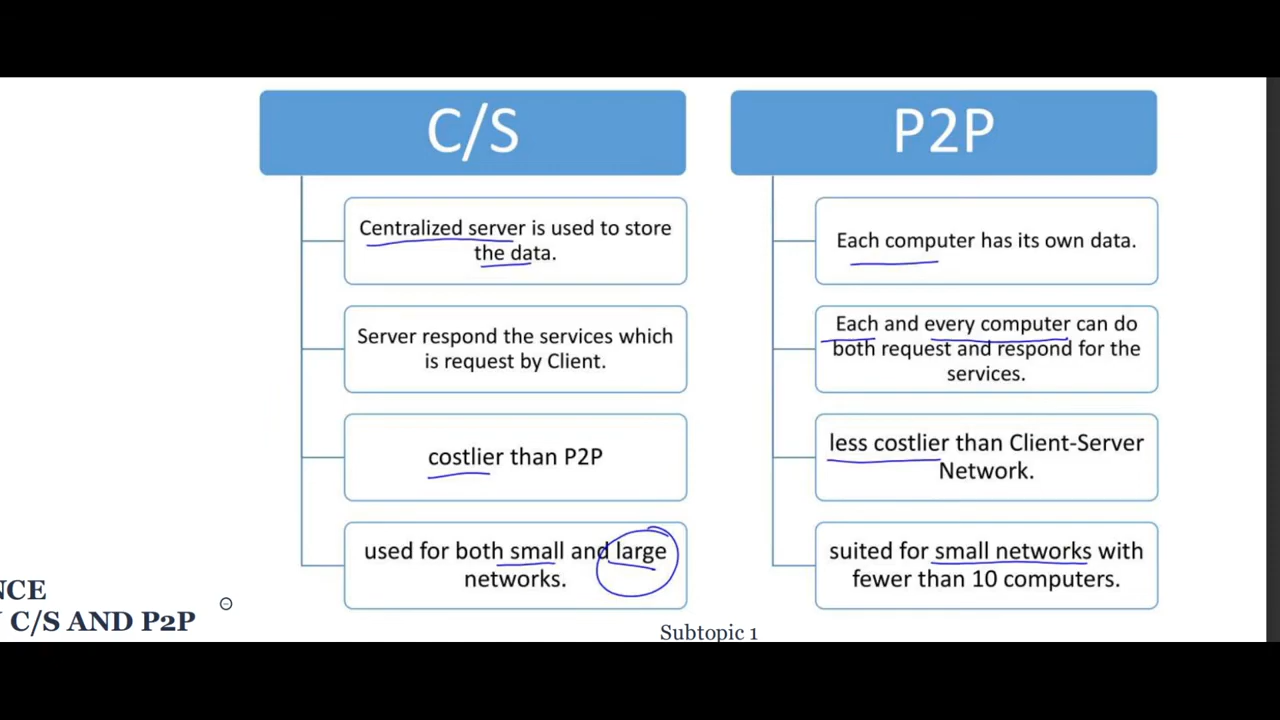 C/S
Centralized server is used to store
the data.
Server respond the services which
is request by Client.
costlier than P2P
used for both small and large
networks.
P2P
Each computer has its own data.
Each and every computer can do
both request and respond for the
services.
less costlier than Client-Server
Network.
suited for small networks with
fewer than 10 computers.
NCE
C/S AND P2P
Subtopic 1